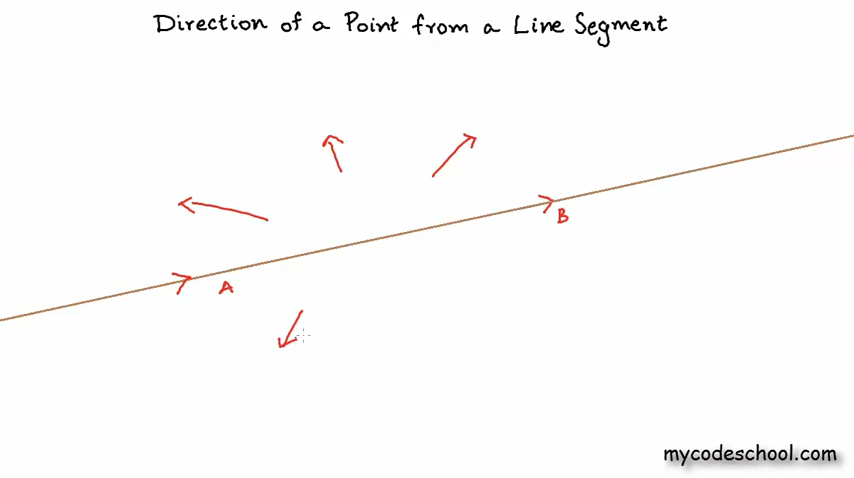 Direction of a Point from a Line Segment
B
A
mycodeschool.com